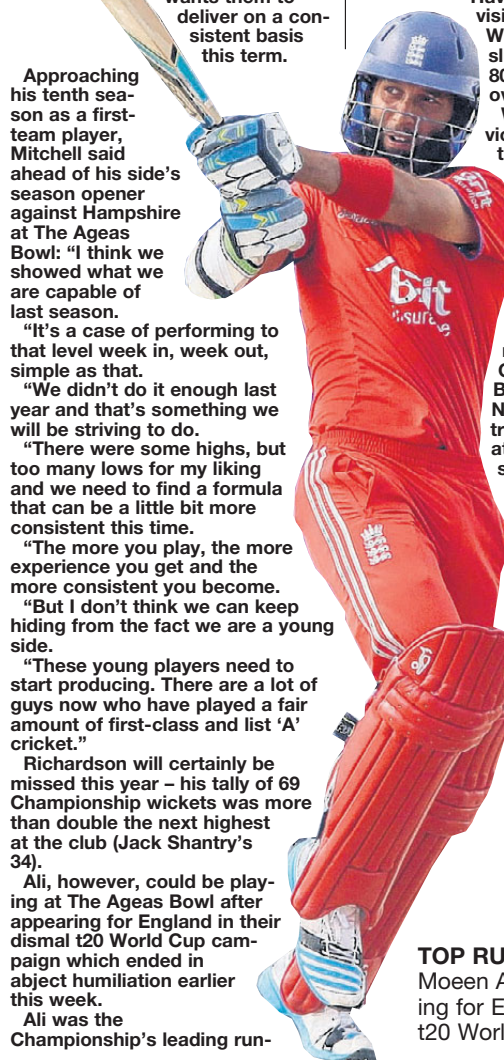 wants them to
deliver on a con-
sistent basis
this term.
Approaching
his tenth sea-
son as a first-
team player,
Mitchell said
ahead of his side's
season opener
against Hampshire
at The Ageas
Bowl: “I think we
showed what we
are capable of
last season.
“It's a case of performing to
that level week in, week out,
simple as that.
“We didn't do it enough last
year and that's something we
will be striving to do.
“There were some highs, but
too many lows for my liking
and we need to find a formula
that can be a little bit more
consistent this time.
“The more you play, the more
experience you get and the
more consistent you become.
“But I don't think we can keep
hiding from the fact we are a young
side.
“These young players need to
start producing. There are a lot of
guys now who have played a fair
amount of first-class and list ‘A’
cricket.”
Richardson will certainly be
missed this year – his tally of 69
Championship wickets was more
than double the next highest
at the club (Jack Shantry's
34).
Ali, however, could be play-
ing at The Ageas Bowl after
appearing for England in their
dismal t20 World Cup cam-
paign which ended in
abject humiliation earlier
this week.
Ali was the
Championship's leading run-
TOP RU
Moeen A
ing for E
t20 Worl